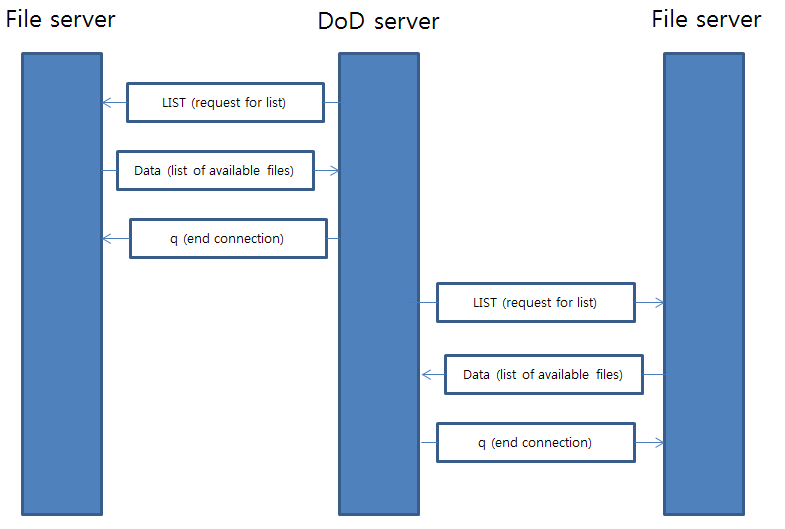 File server
DoD server
File server
LIST (request for list)
Data (list of available files)
q (end connection)
LIST (request for list)
Data (list of available files)
q (end connection)